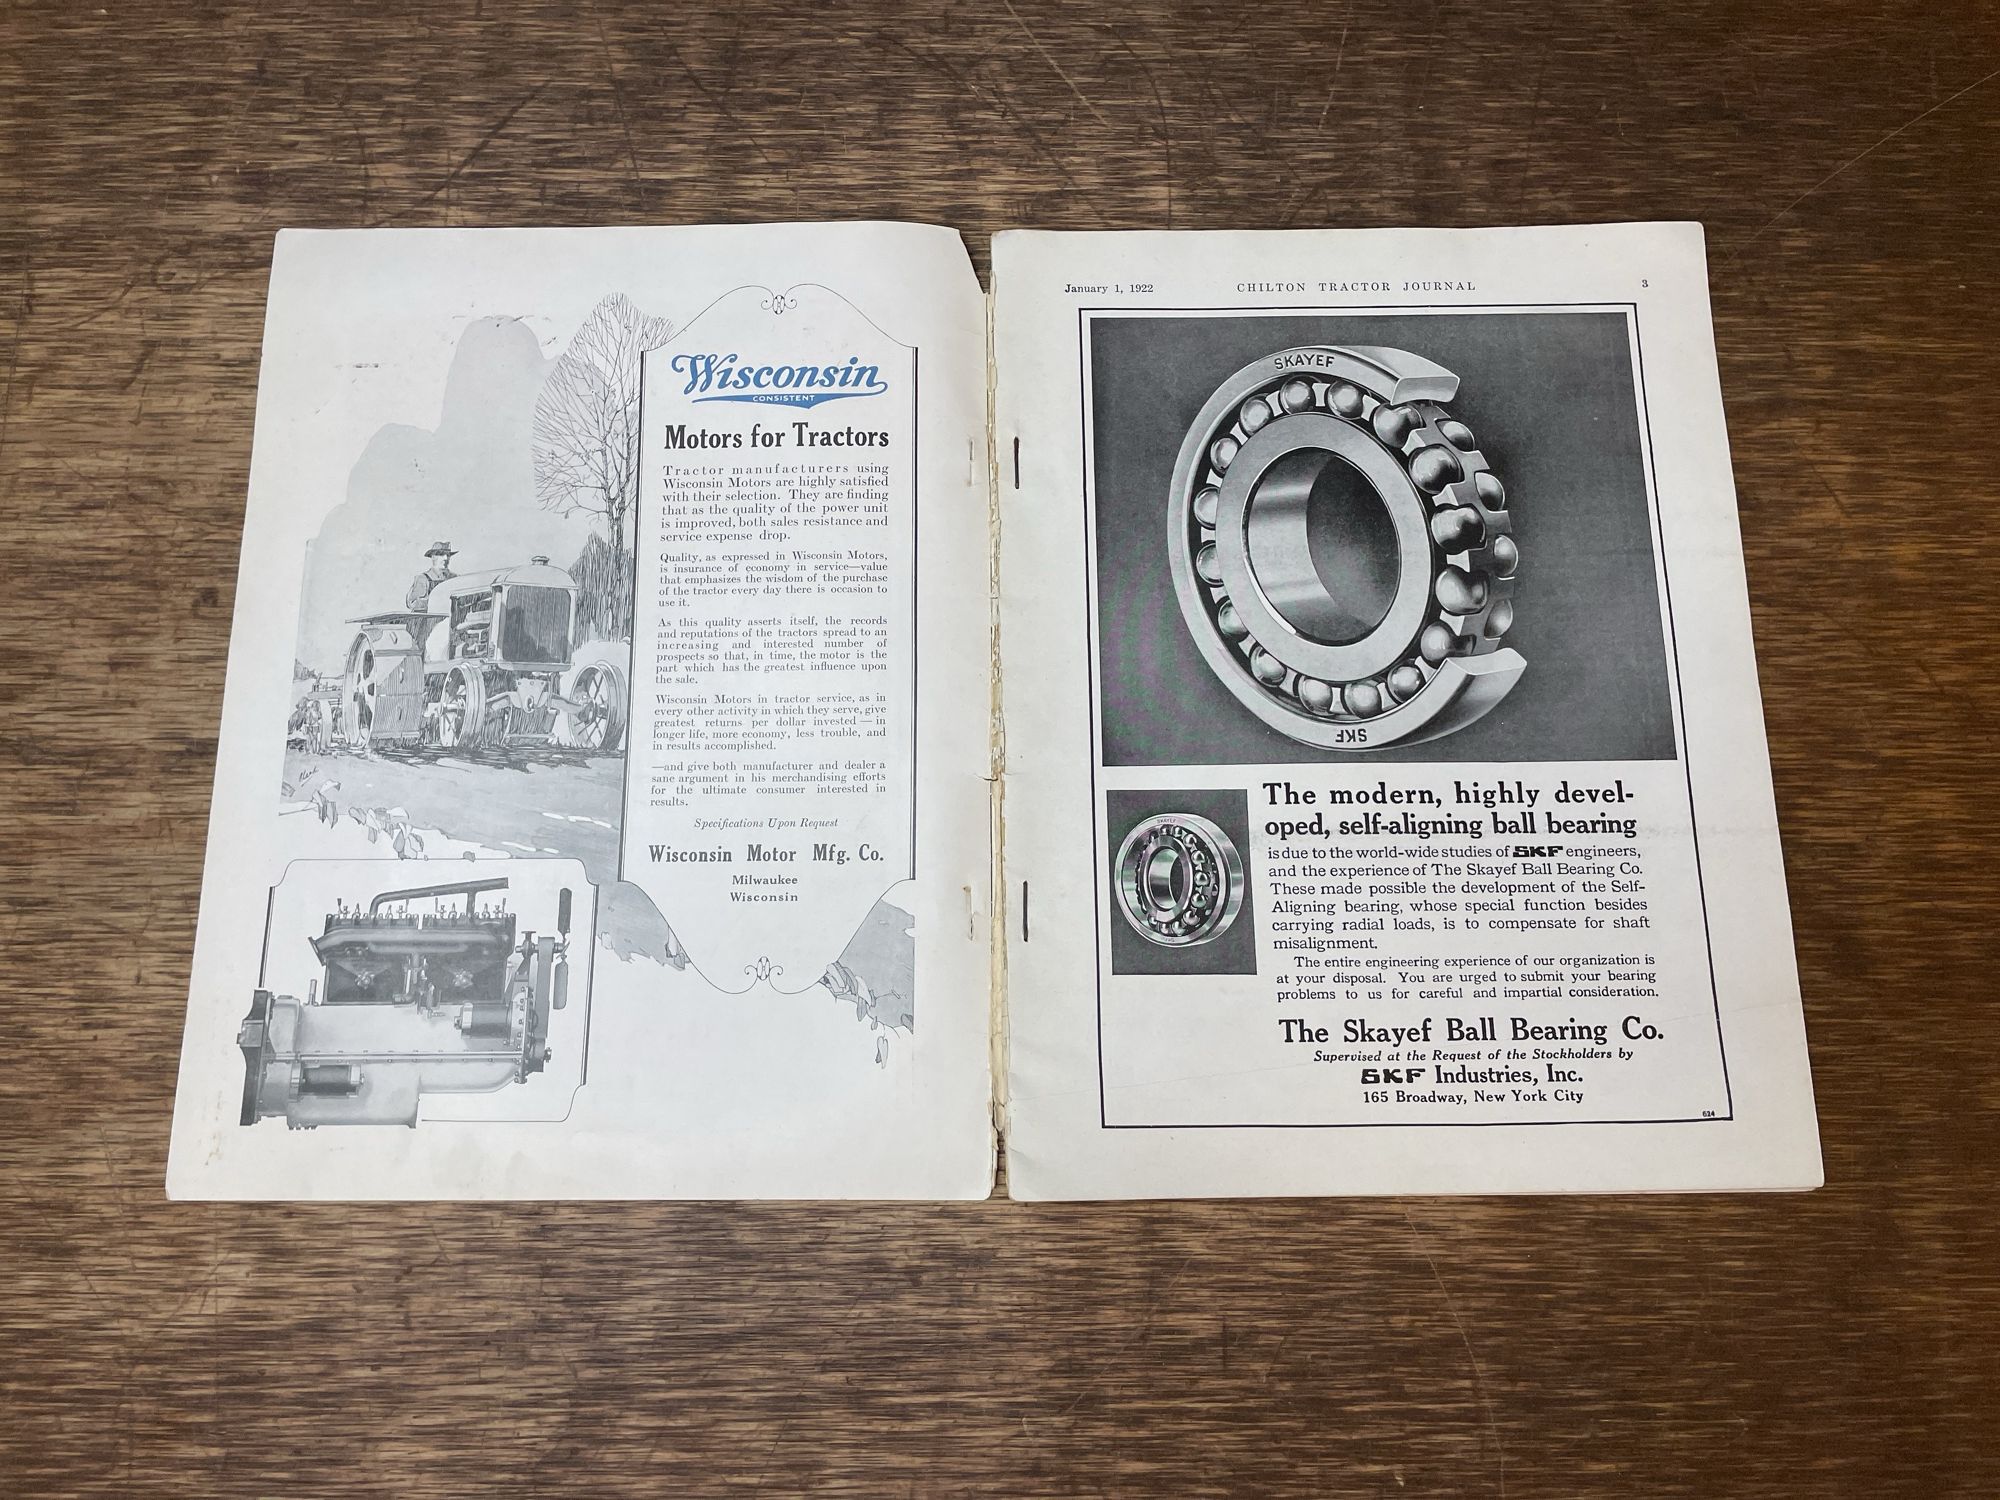 Wisconsin
CONSISTENT
Motors for Tractors
Tractor manufacturers using
Wisconsin Motors are highly satisfied
with their selection. They are finding
that as the quality of the power unit
is improved, both sales resistance and
service expense drop.
Quality, as expressed in Wisconsin Motors,
is insurance of economy in service—value
that emphasizes the wisdom of the purchase
of the tractor every day there is occasion to
use it.
As this quality asserts itself, the records
and reputations of the tractors spread to an
increasing and interested number of
prospects so that, in time, the motor is the
part which has the greatest influence upon
the sale.
Wisconsin Motors in tractor service, as in
every other activity in which they serve, give
greatest returns per dollar invested — in
longer life, more economy, less trouble, and
in results accomplished.
—and give both manufacturer and dealer a
sane argument in his merchandising efforts
for the ultimate consumer interested in
results.
Specifications Upon Request
Wisconsin Motor Mfg. Co.
Milwaukee
Wisconsin
January 1, 1922 CHILTON TRACTOR JOURNAL 3
SKAYEF
SKF
SKAYEF
The modern, highly devel-
oped, self-aligning ball bearing
is due to the world-wide studies of SKF engineers,
and the experience of The Skayef Ball Bearing Co.
These made possible the development of the Self-
Aligning bearing, whose special function besides
carrying radial loads, is to compensate for shaft
misalignment.
The entire engineering experience of our organization is
at your disposal. You are urged to submit your bearing
problems to us for careful and impartial consideration.
The Skayef Ball Bearing Co.
Supervised at the Request of the Stockholders by
SKF Industries, Inc.
165 Broadway, New York City
624